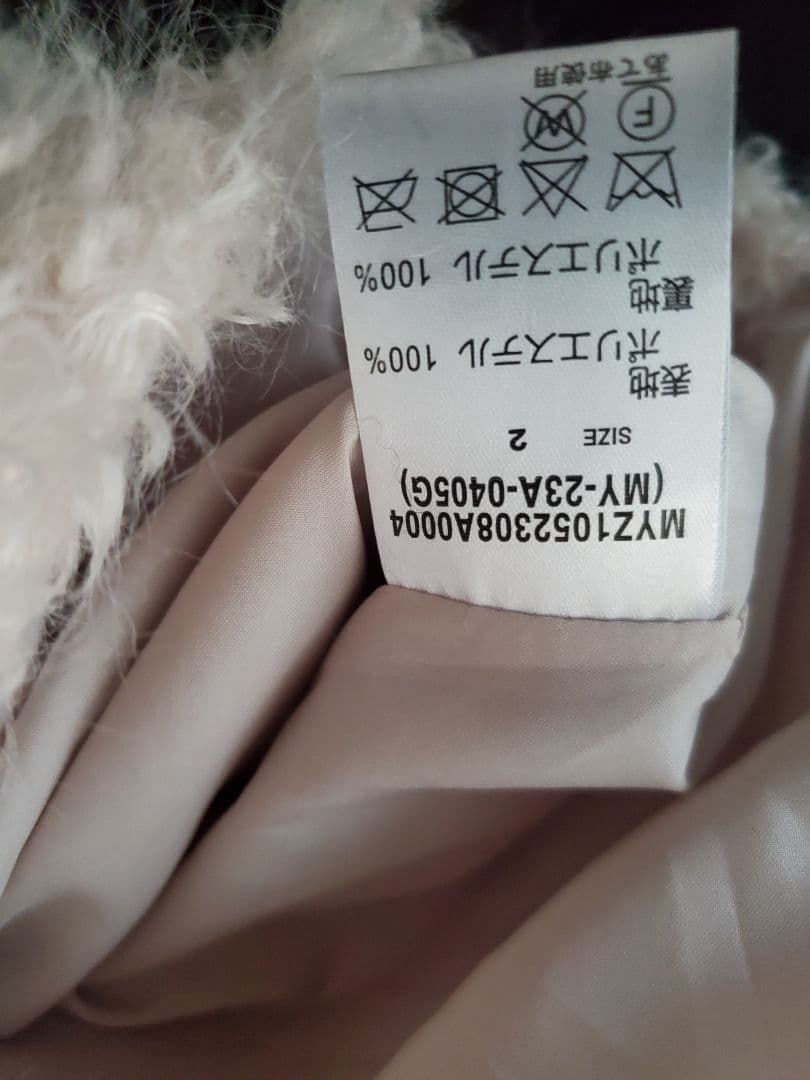 MYZ1052308A0004
(MY-23A-0405G)
SIZE 2
表地
ポリエステル 100%
裏地
ポリエステル 100%
F W
あて布使用